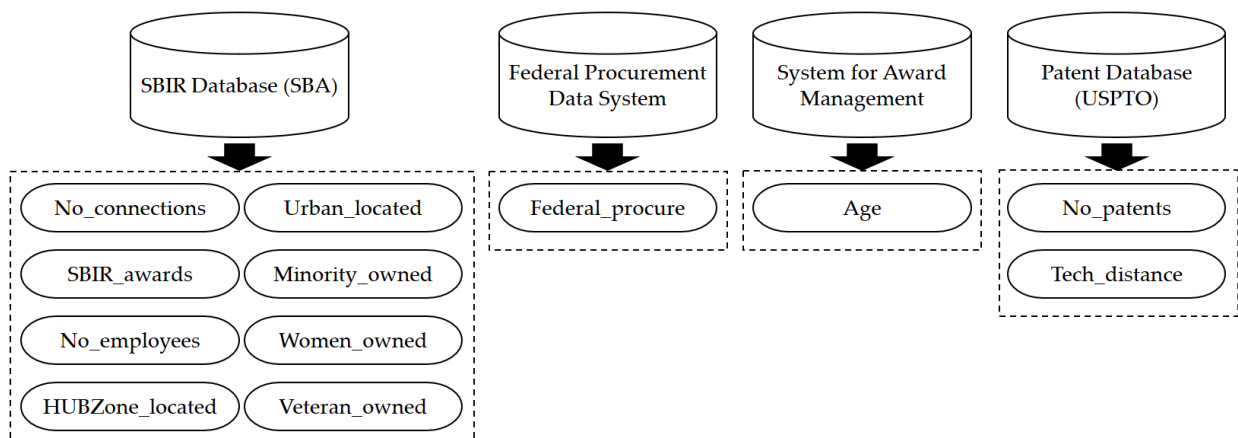 SBIR Database (SBA)
Federal Procurement
Data System
System for Award
Management
Patent Database
(USPTO)
No_connections
Urban_located
SBIR_awards
Minority_owned
No_employees
Women_owned
HUBZone_located
Veteran_owned
Federal_procure
Age
No_patents
Tech_distance